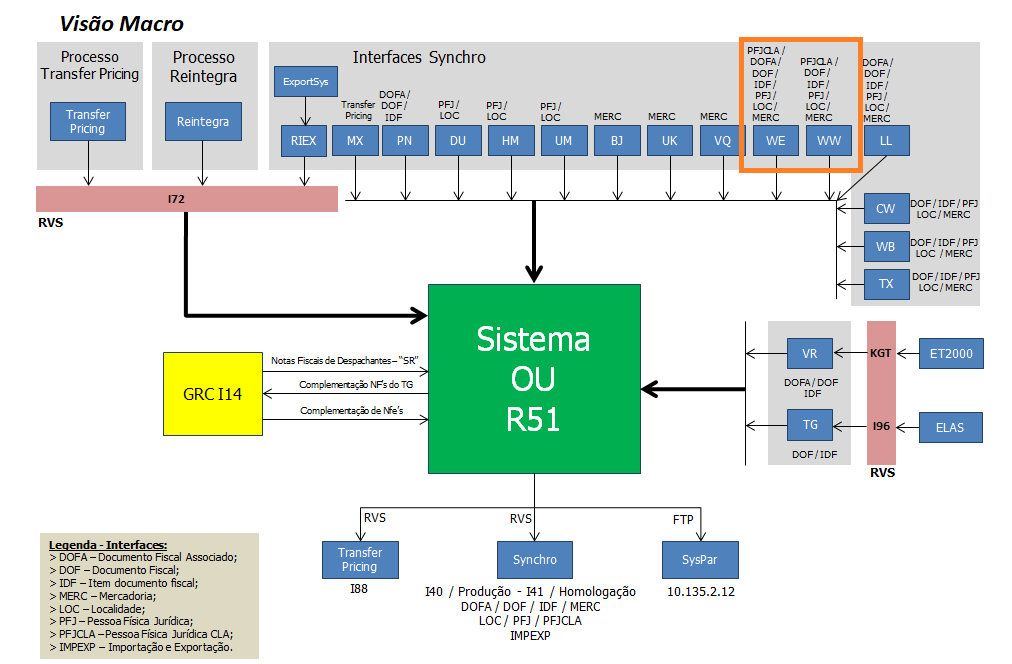 Visão Macro
Processo
Transfer Pricing
Processo
Reintegra
Interfaces Synchro
Transfer
Pricing
Reintegra
ExportSys
RIEX
Transfer
Pricing
MX
DOFA /
DOF /
IDF
PN
PFJ /
LOC
DU
PFJ /
LOC
HM
PFJ /
LOC
UM
MERC
BJ
MERC
UK
MERC
VQ
PFJCLA /
DOFA /
DOF /
IDF /
PFJ /
LOC /
MERC
WE
PFJCLA /
DOF /
IDF /
PFJ /
LOC /
MERC
WW
DOFA /
DOF /
IDF /
PFJ /
LOC /
MERC
LL
I72
RVS
CW
DOF / IDF / PFJ
LOC / MERC
WB
DOF / IDF / PFJ
LOC / MERC
TX
DOF / IDF / PFJ
LOC / MERC
Sistema
OU
R51
GRC I14
Notas Fiscais de Despachantes – “SR”
Complementação NF’s do TG
Complementação de Nfe’s
VR
DOFA / DOF
IDF
KGT
ET2000
TG
DOF / IDF
I96
ELAS
RVS
RVS
RVS
FTP
Transfer
Pricing
I88
Synchro
I40 / Produção - I41 / Homologação
DOFA / DOF / IDF / MERC
LOC / PFJ / PFJCLA
IMPEXP
SysPar
10.135.2.12
Legenda - Interfaces:
> DOFA – Documento Fiscal Associado;
> DOF – Documento Fiscal;
> IDF – Item documento fiscal;
> MERC – Mercadoria;
> LOC – Localidade;
> PFJ – Pessoa Física Jurídica;
> PFJCLA – Pessoa Física Jurídica CLA;
> IMPEXP – Importação e Exportação.